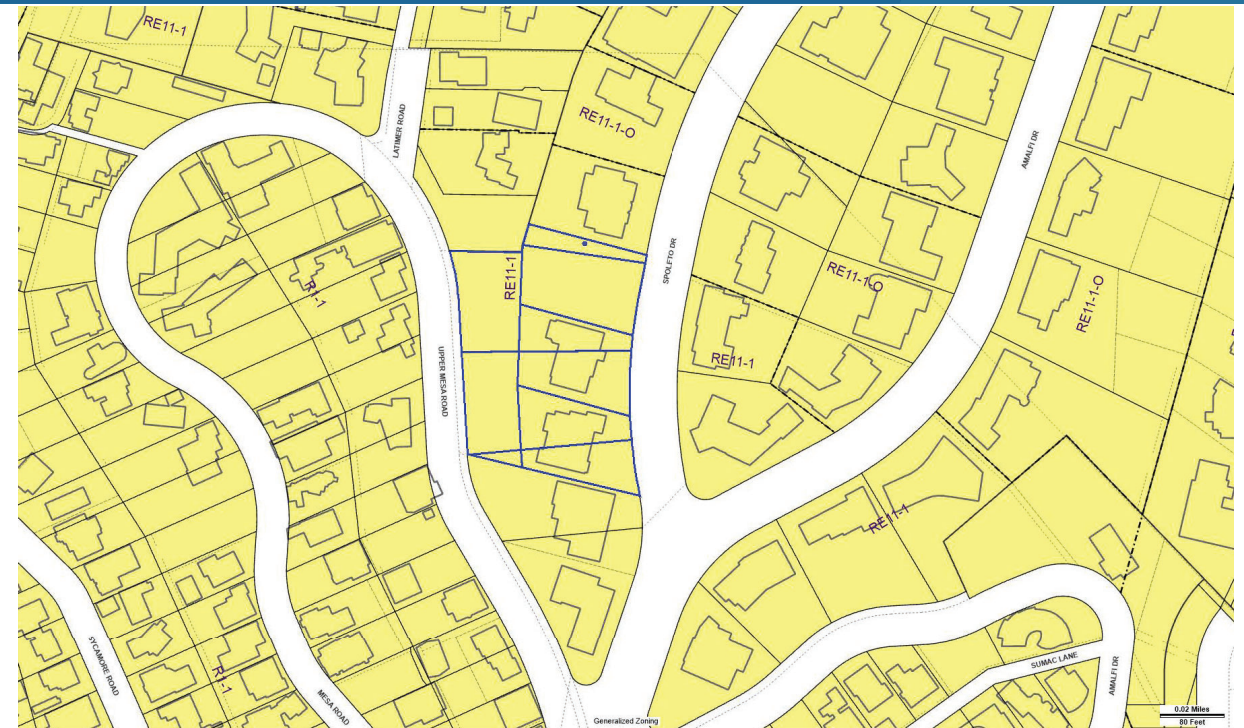 RE11-1
LATIMER ROAD
RE11-1-O
AMALFI DR
SPOLETO DR
RE11-1
R1-1
RE11-1-O
RE11-1-O
UPPER MESA ROAD
RE11-1
RE11-1
SYCAMORE ROAD
R1-1
MESA ROAD
SUMAC LANE
AMALFI DR
0.02 Miles
80 Feet
Generalized Zoning